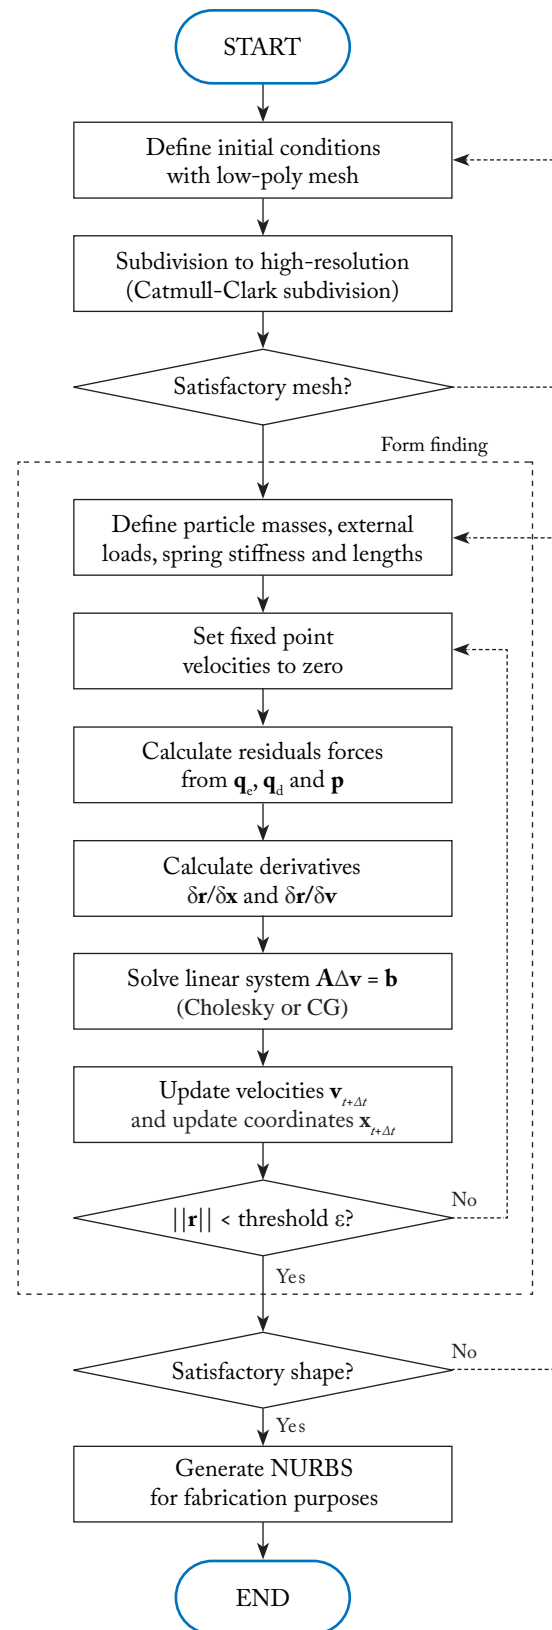 START
Define initial conditions
with low-poly mesh
Subdivision to high-resolution
(Catmull-Clark subdivision)
Satisfactory mesh?
Form finding
Define particle masses, external
loads, spring stiffness and lengths
Set fixed point
velocities to zero
Calculate residuals forces
from qₑ, q_d and p
Calculate derivatives
δr/δx and δr/δv
Solve linear system AΔv = b
(Cholesky or CG)
Update velocities v_{t+Δt}
and update coordinates x_{t+Δt}
||r|| < threshold ε?
No
Yes
Satisfactory shape?
No
Yes
Generate NURBS
for fabrication purposes
END